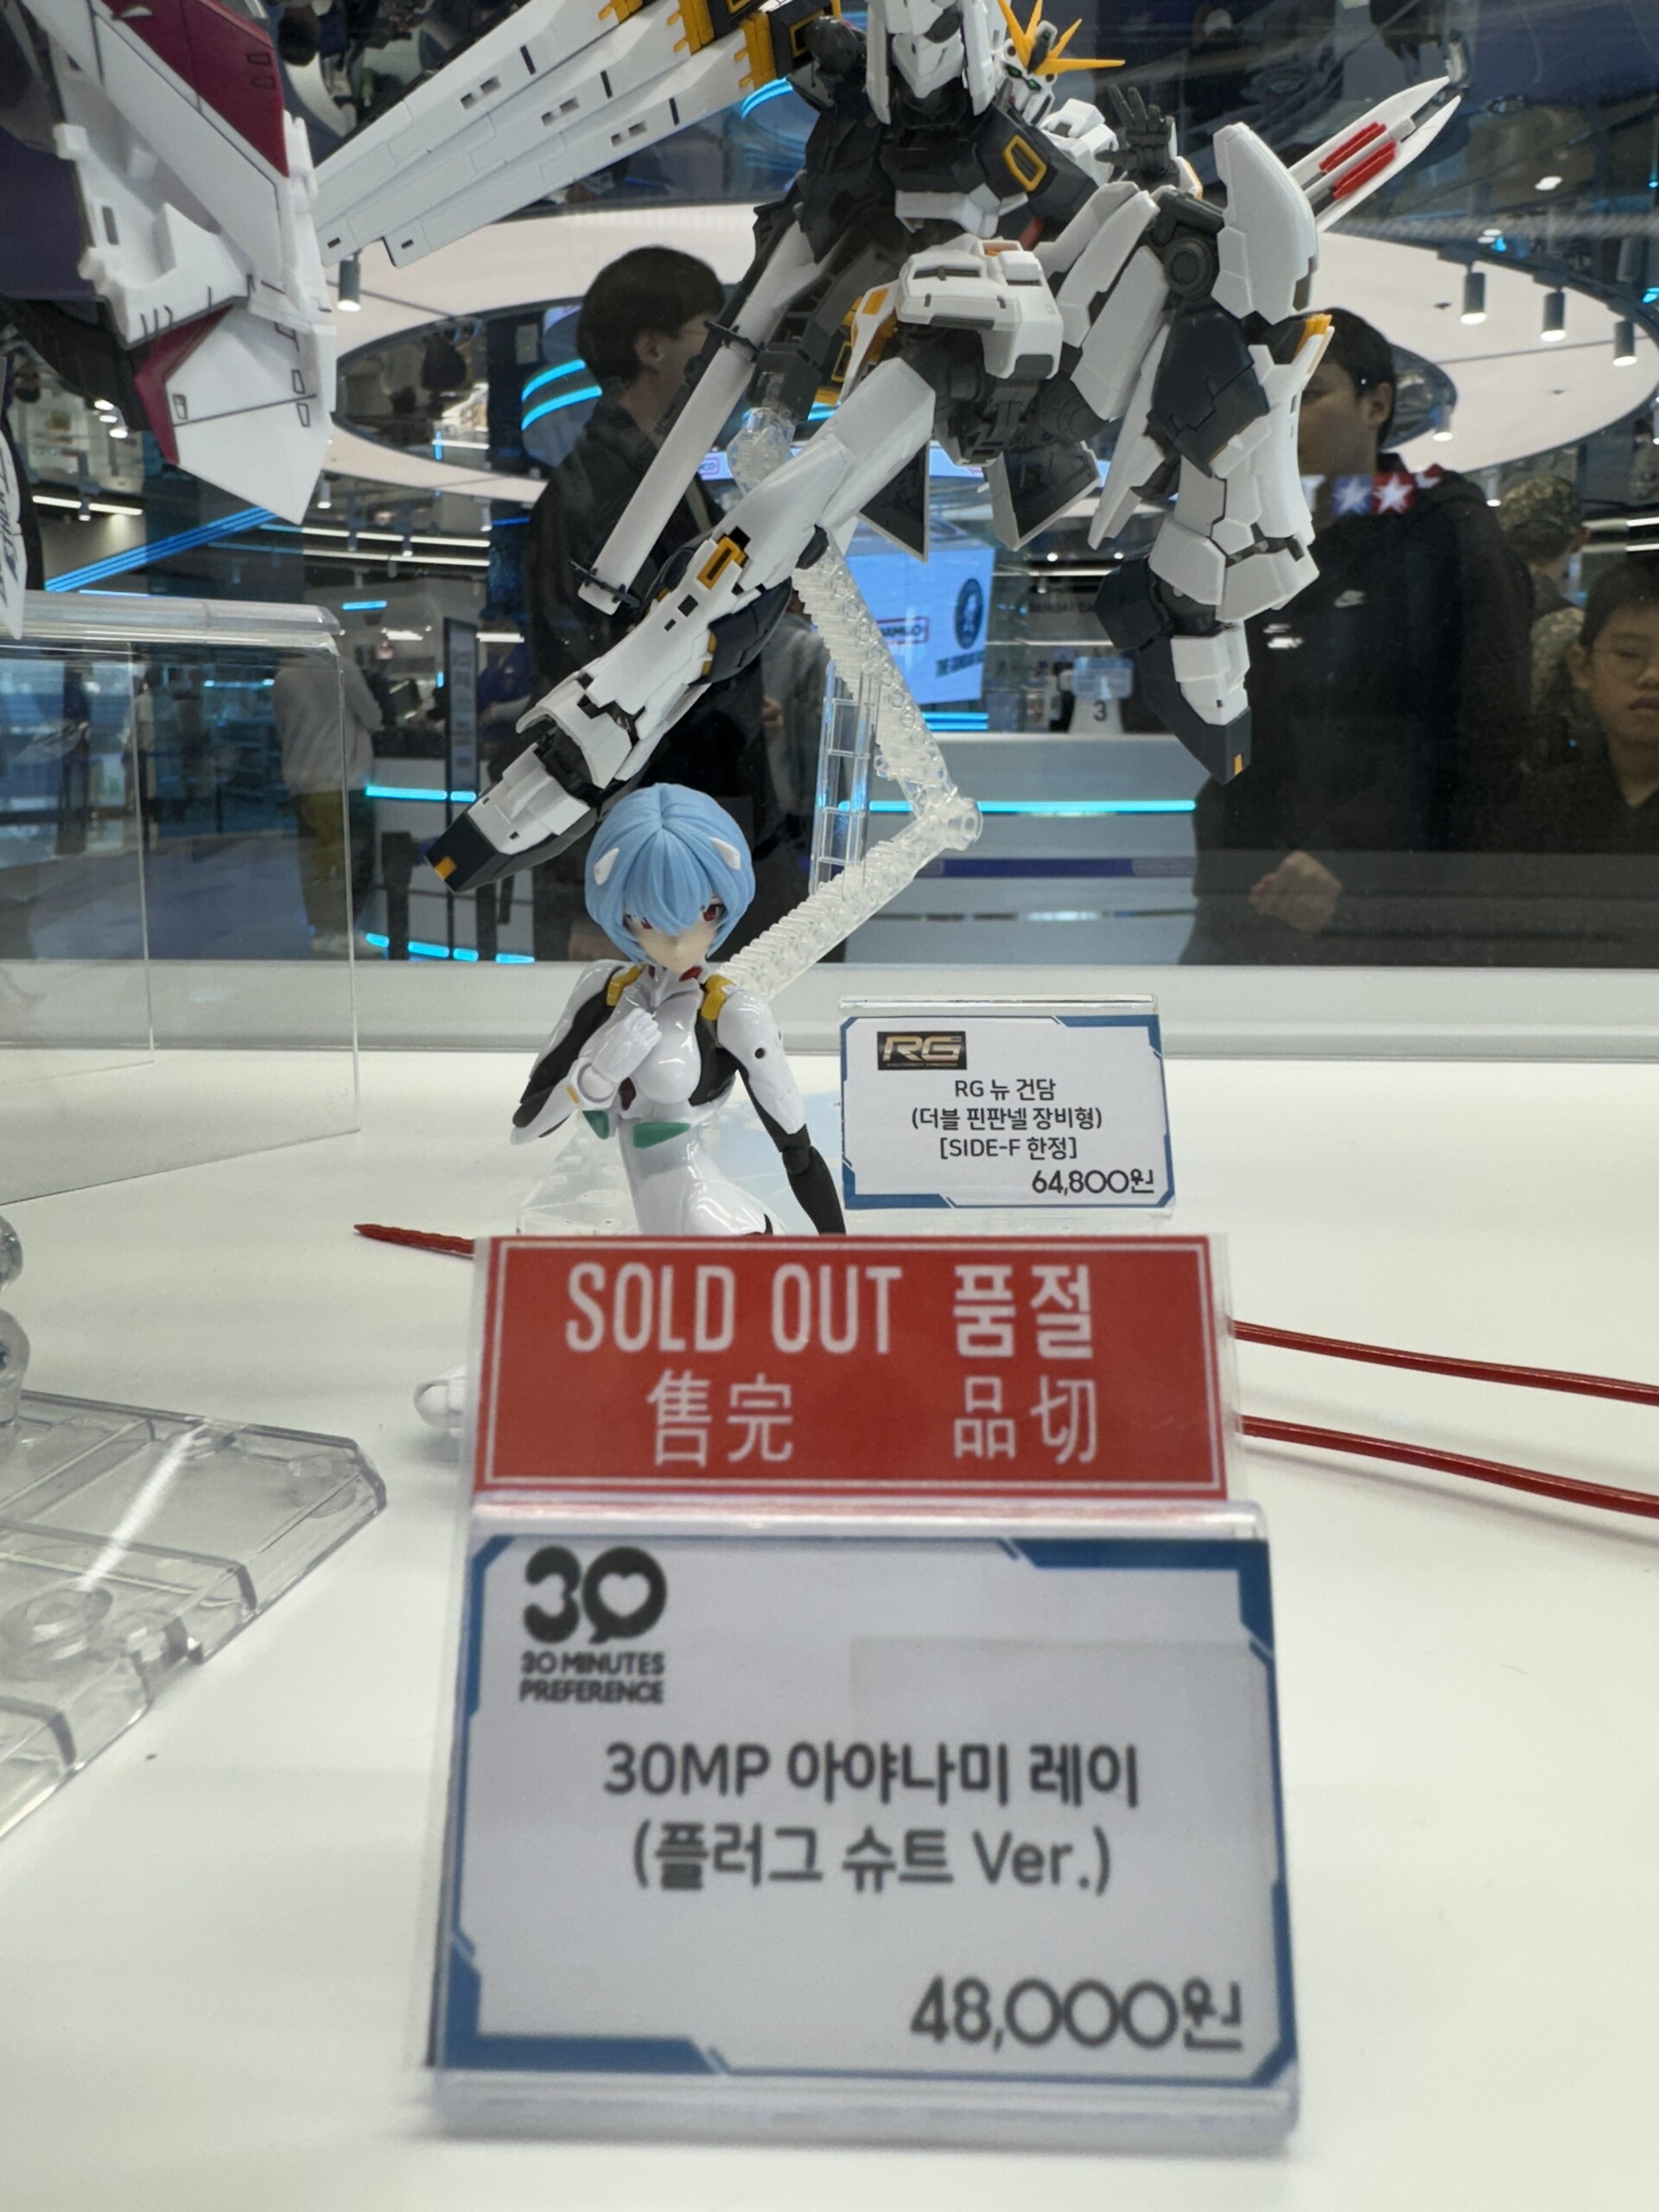 3
RG
RG 뉴 건담
(더블 핀판넬 장비형)
[SIDE-F 한정]
64,800원
SOLD OUT 품절
售完 品切
30
30 MINUTES
PREFERENCE
30MP 아야나미 레이
(플러그 슈트 Ver.)
48,000원